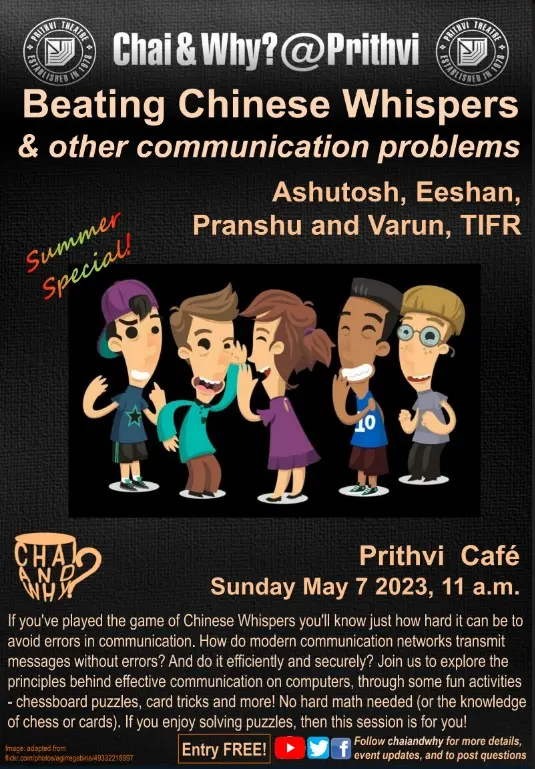 PRITHVI THEATRE
ESTABLISHED IN 1978
Chai & Why?@Prithvi
PRITHVI THEATRE
ESTABLISHED IN 1978
Beating Chinese Whispers
& other communication problems
Ashutosh, Eeshan,
Pranshu and Varun, TIFR
Summer
Special!
10
CHAI
AND
WHY?
Prithvi Café
Sunday May 7 2023, 11 a.m.
If you've played the game of Chinese Whispers you'll know just how hard it can be to
avoid errors in communication. How do modern communication networks transmit
messages without errors? And do it efficiently and securely? Join us to explore the
principles behind effective communication on computers, through some fun activities
- chessboard puzzles, card tricks and more! No hard math needed (or the knowledge
of chess or cards). If you enjoy solving puzzles, then this session is for you!
Image: adapted from
flickr.com/photos/agimegabiria/49332218997
Entry FREE!
Follow chaiandwhy for more details,
event updates, and to post questions